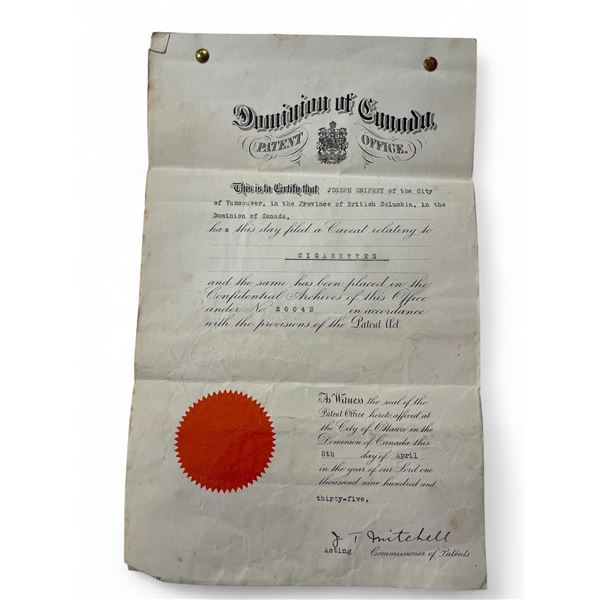 Dominion of Canada.
PATENT OFFICE.
This is to Certify that JOSEPH ONIFREY of the City
of Vancouver, in the Province of British Columbia, in the
Dominion of Canada,
has this day filed a Caveat relating to
CIGARETTES
and the same has been placed in the
Confidential Archives of this Office
under No. 20043 in accordance
with the provisions of the Patent Act.
As Witness the seal of the
Patent Office hereto affixed at
the City of Ottawa in the
Dominion of Canada this
8th day of April
in the year of our Lord one
thousand nine hundred and
thirty-five.
J T Mitchell
Acting Commissioner of Patents